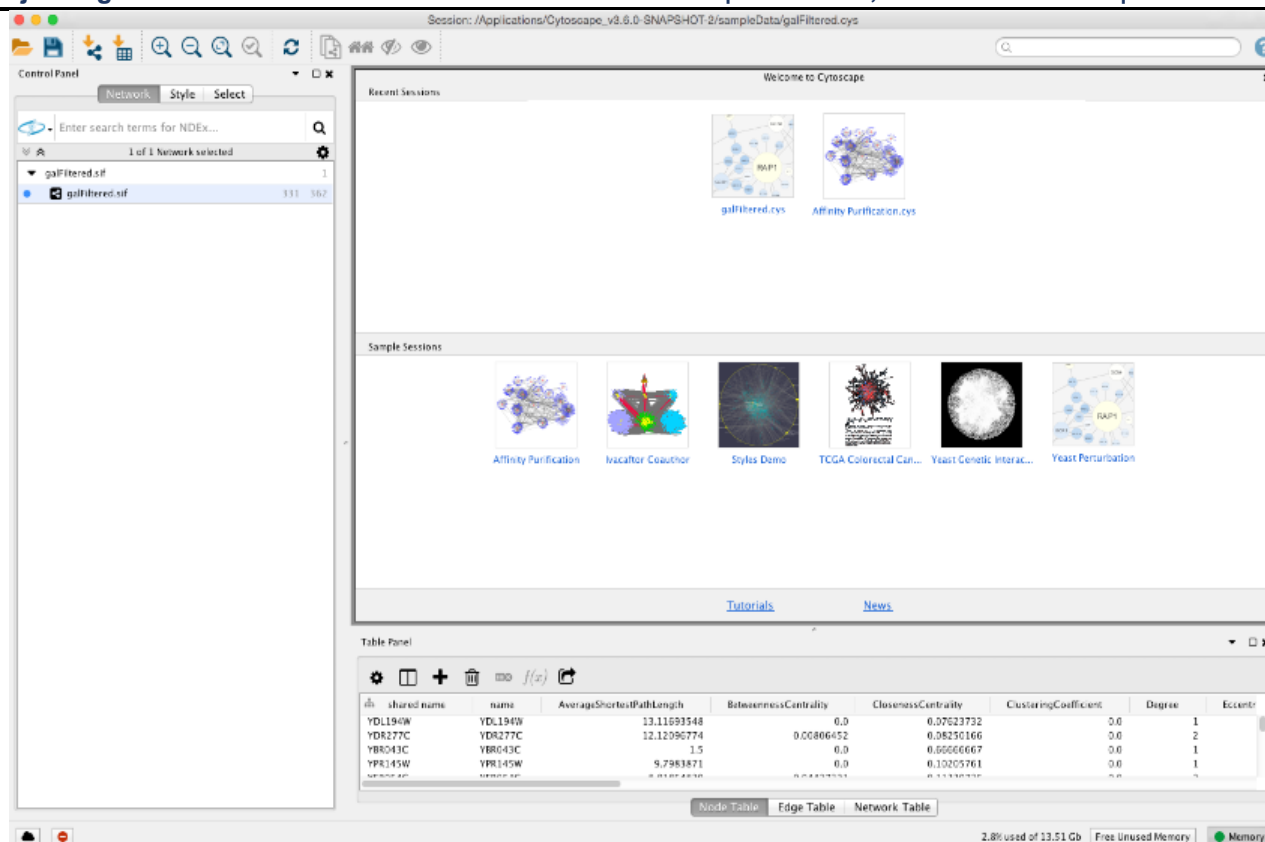 Session: /Applications/Cytoscape_v3.6.0-SNAPSHOT-2/sampleData/galFiltered.cys
Control Panel
Network Style Select
Enter search terms for NDEx...
1 of 1 Network selected
galFiltered.sif 1
galFiltered.sif 331 362
Welcome to Cytoscape
Recent Sessions
RAP1
galFiltered.cys Affinity Purification.cys
Sample Sessions
RAP1
Affinity Purification Ivacaftor Coauthor Styles Demo TCGA Colorectal Can... Yeast Genetic Interac... Yeast Perturbation
Tutorials News
Table Panel
f(x)
shared name name AverageShortestPathLength BetweennessCentrality ClosenessCentrality ClusteringCoefficient Degree Eccentr
YDL194W YDL194W 13.11693548 0.0 0.07623732 0.0 1
YDR277C YDR277C 12.12096774 0.00806452 0.08250166 0.0 2
YBR043C YBR043C 1.5 0.0 0.66666667 0.0 1
YPR145W YPR145W 9.7983871 0.0 0.10205761 0.0 1
Node Table Edge Table Network Table
2.8% used of 13.51 Gb Free Unused Memory Memory